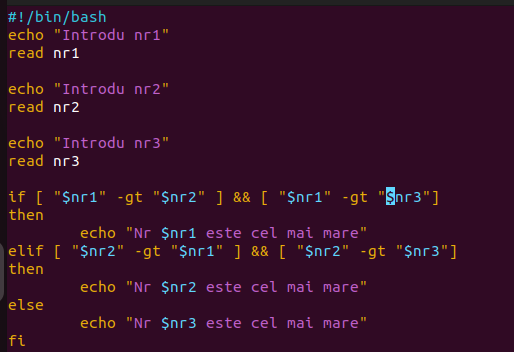 #!/bin/bash
echo "Introdu nr1"
read nr1
echo "Introdu nr2"
read nr2
echo "Introdu nr3"
read nr3
if [ "$nr1" -gt "$nr2" ] && [ "$nr1" -gt "$nr3"]
then
echo "Nr $nr1 este cel mai mare"
elif [ "$nr2" -gt "$nr1" ] && [ "$nr2" -gt "$nr3"]
then
echo "Nr $nr2 este cel mai mare"
else
echo "Nr $nr3 este cel mai mare"
fi